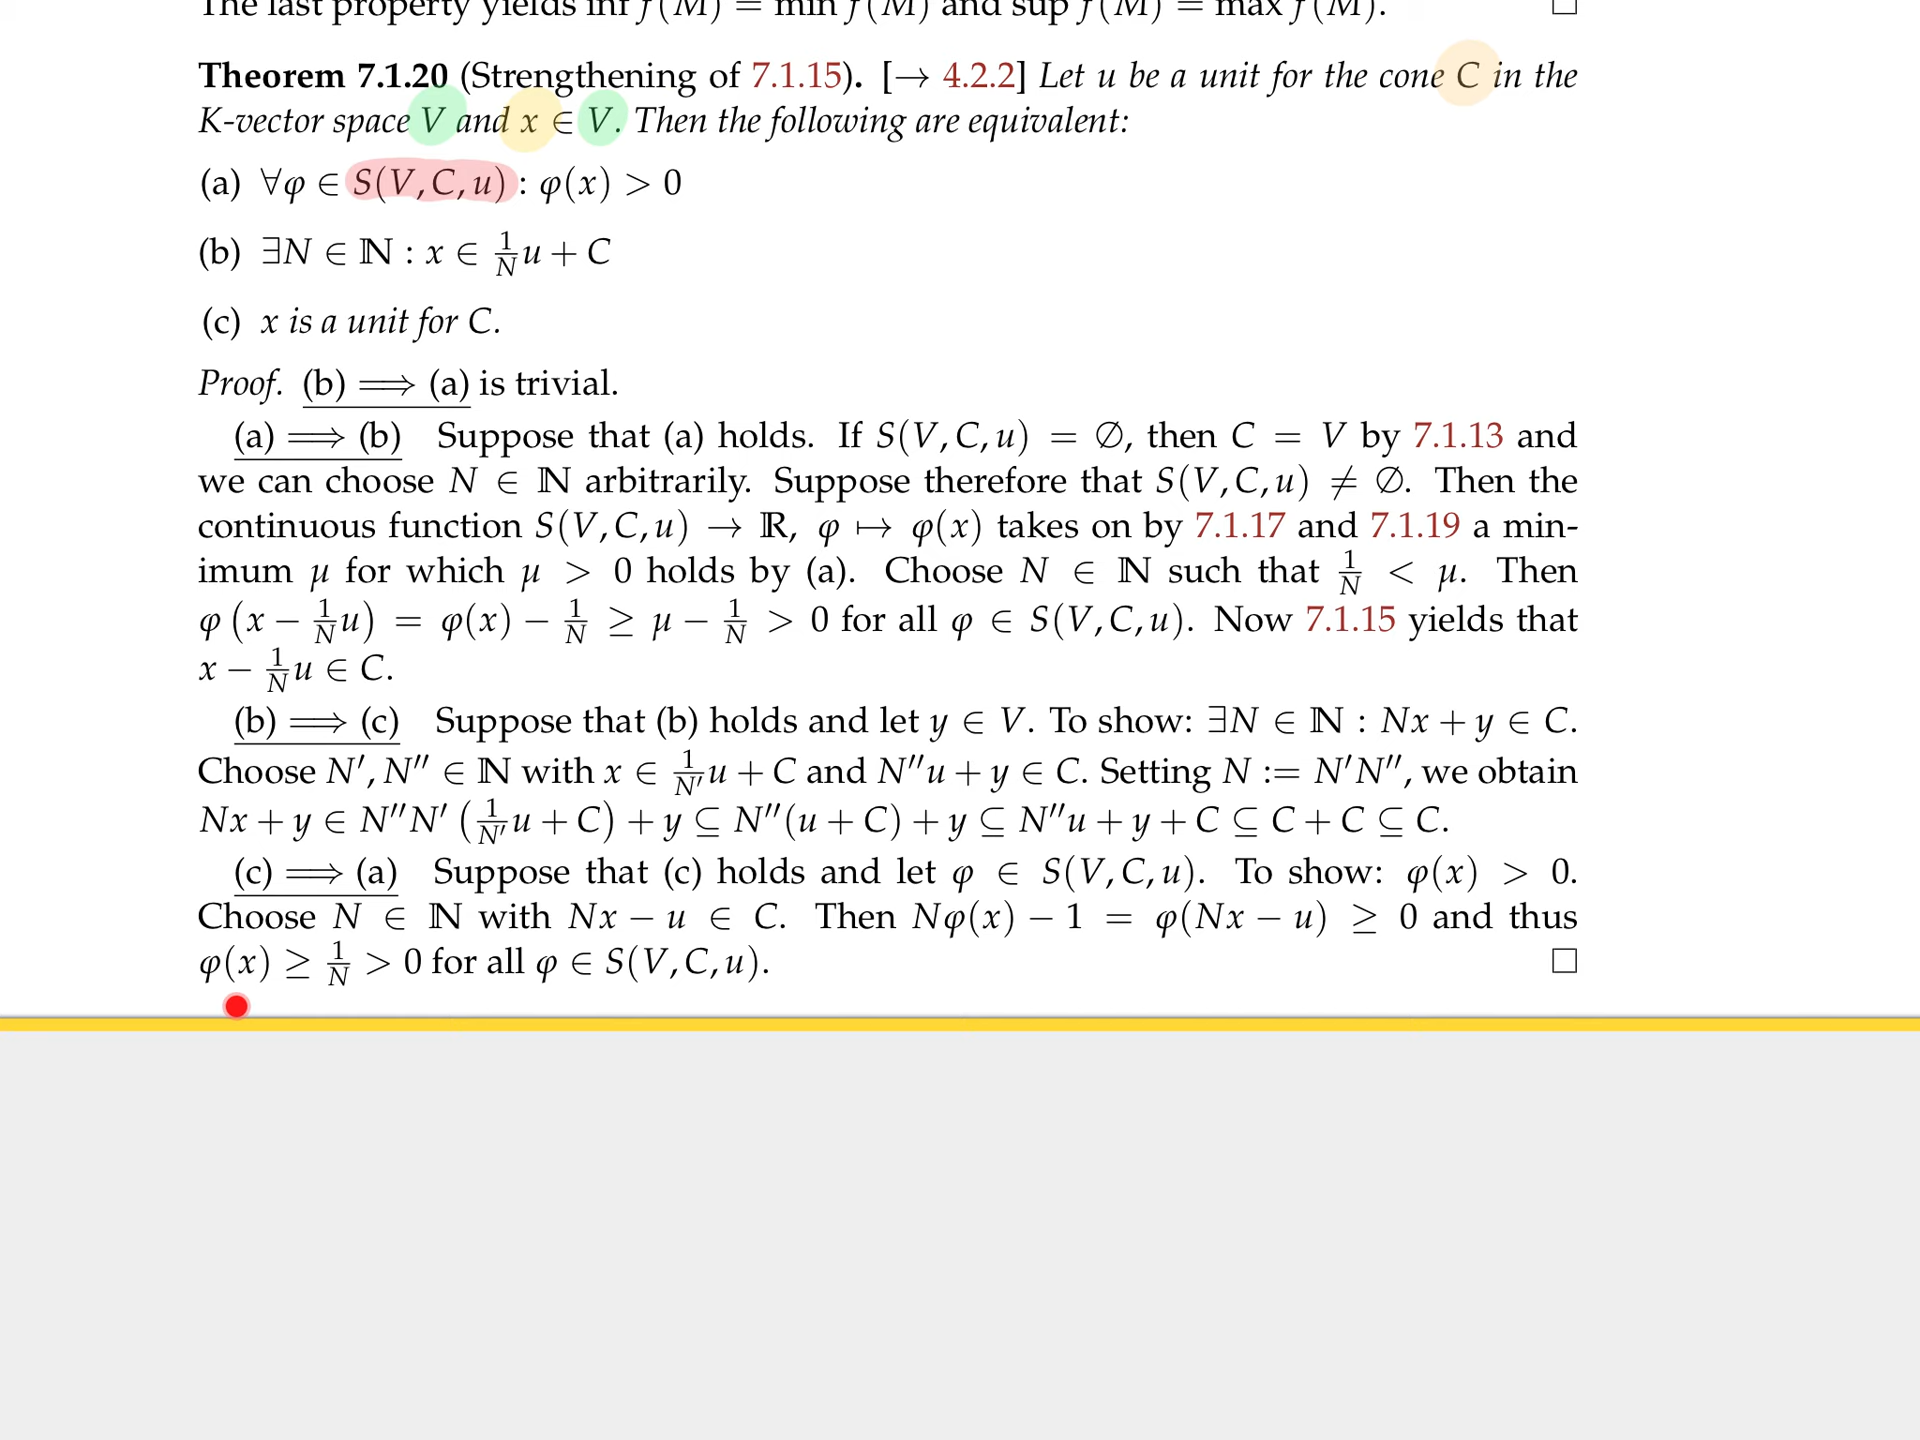 The last property yields inf f(M) = min f(M) and sup f(M) = max f(M). □
Theorem 7.1.20 (Strengthening of 7.1.15). [→ 4.2.2] Let u be a unit for the cone C in the
K-vector space V and x ∈ V. Then the following are equivalent:
(a) ∀φ ∈ S(V, C, u) : φ(x) > 0
(b) ∃N ∈ ℕ : x ∈ 1/N u + C
(c) x is a unit for C.
Proof. (b) ⟹ (a) is trivial.
(a) ⟹ (b) Suppose that (a) holds. If S(V, C, u) = ∅, then C = V by 7.1.13 and
we can choose N ∈ ℕ arbitrarily. Suppose therefore that S(V, C, u) ≠ ∅. Then the
continuous function S(V, C, u) → ℝ, φ ↦ φ(x) takes on by 7.1.17 and 7.1.19 a min-
imum μ for which μ > 0 holds by (a). Choose N ∈ ℕ such that 1/N < μ. Then
φ (x − 1/N u) = φ(x) − 1/N ≥ μ − 1/N > 0 for all φ ∈ S(V, C, u). Now 7.1.15 yields that
x − 1/N u ∈ C.
(b) ⟹ (c) Suppose that (b) holds and let y ∈ V. To show: ∃N ∈ ℕ : Nx + y ∈ C.
Choose N′, N″ ∈ ℕ with x ∈ 1/N′ u + C and N″u + y ∈ C. Setting N := N′N″, we obtain
Nx + y ∈ N″N′ (1/N′ u + C) + y ⊆ N″(u + C) + y ⊆ N″u + y + C ⊆ C + C ⊆ C.
(c) ⟹ (a) Suppose that (c) holds and let φ ∈ S(V, C, u). To show: φ(x) > 0.
Choose N ∈ ℕ with Nx − u ∈ C. Then Nφ(x) − 1 = φ(Nx − u) ≥ 0 and thus
φ(x) ≥ 1/N > 0 for all φ ∈ S(V, C, u). □